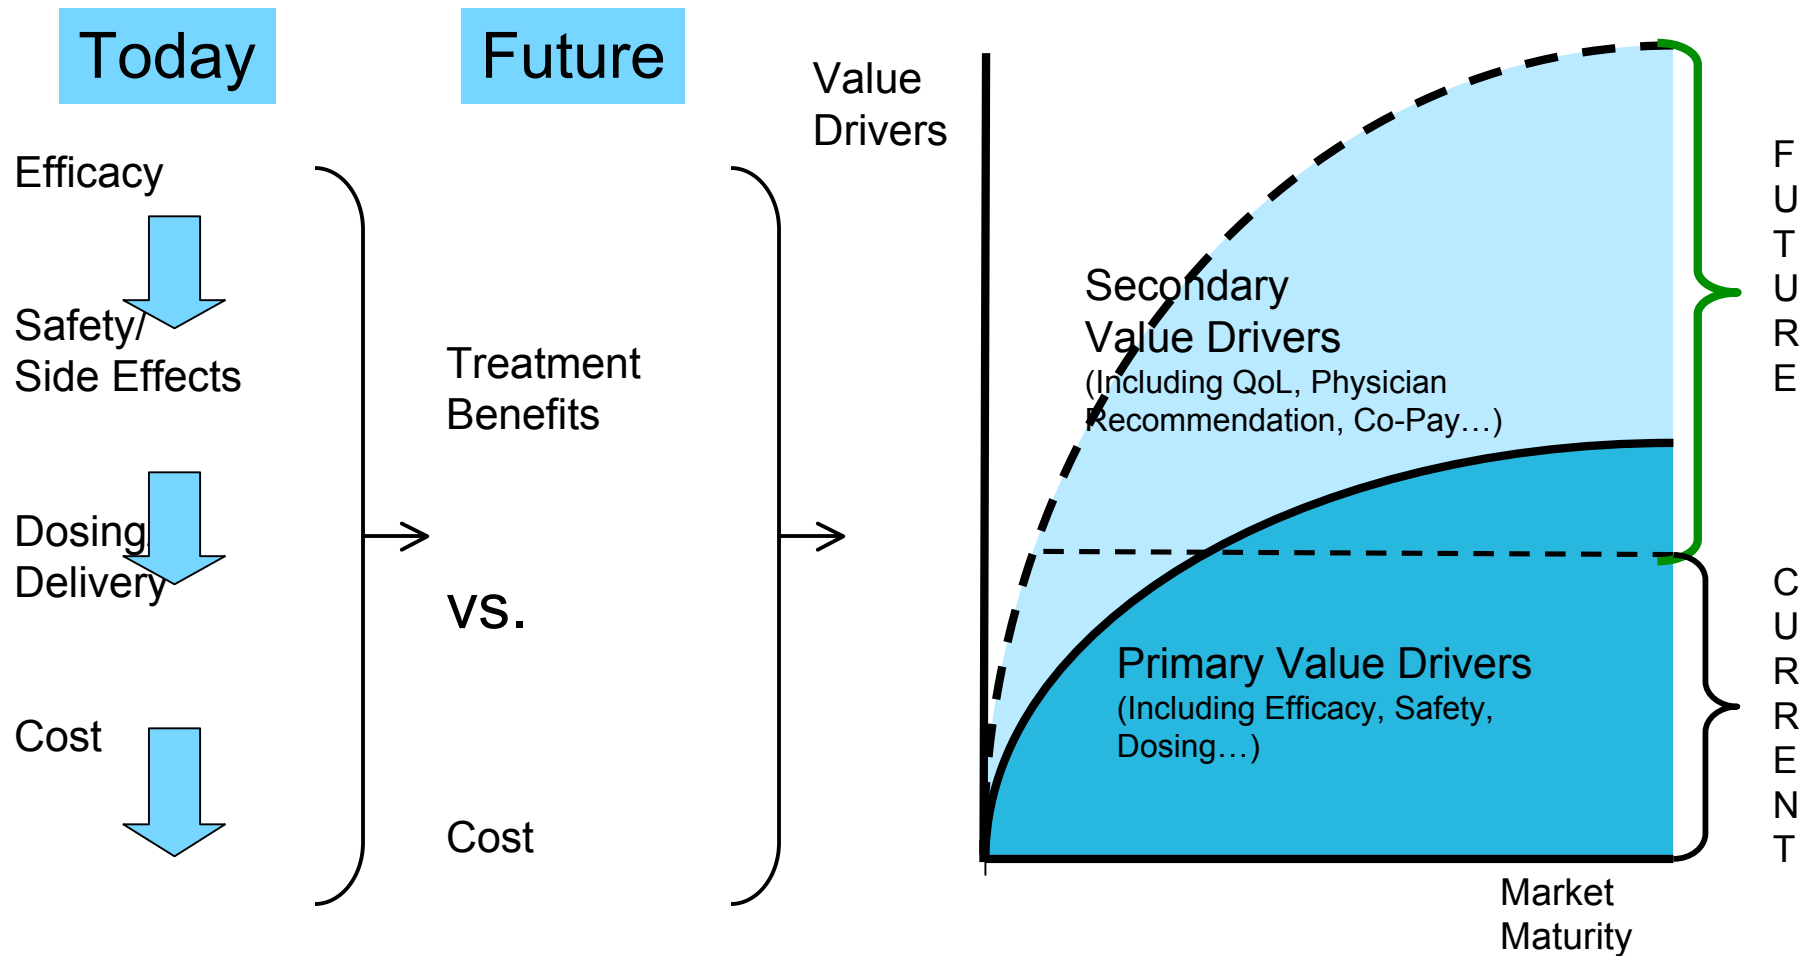 Today
Efficacy
Safety/
Side Effects
Dosing/
Delivery
Cost
Future
Treatment
Benefits
vs.
Cost
Value
Drivers
Secondary
Value Drivers
(Including QoL, Physician
Recommendation, Co-Pay…)
Primary Value Drivers
(Including Efficacy, Safety,
Dosing…)
Market
Maturity
F
U
T
U
R
E
C
U
R
R
E
N
T